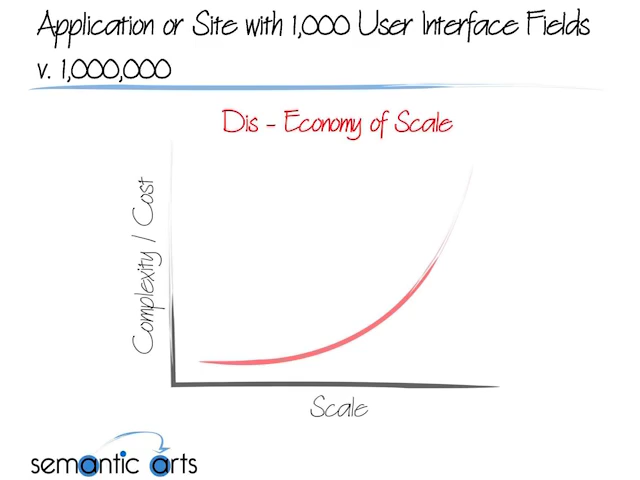 Application or Site with 1,000 User Interface Fields
v. 1,000,000
Dis - Economy of Scale
Complexity / Cost
Scale
semantic arts